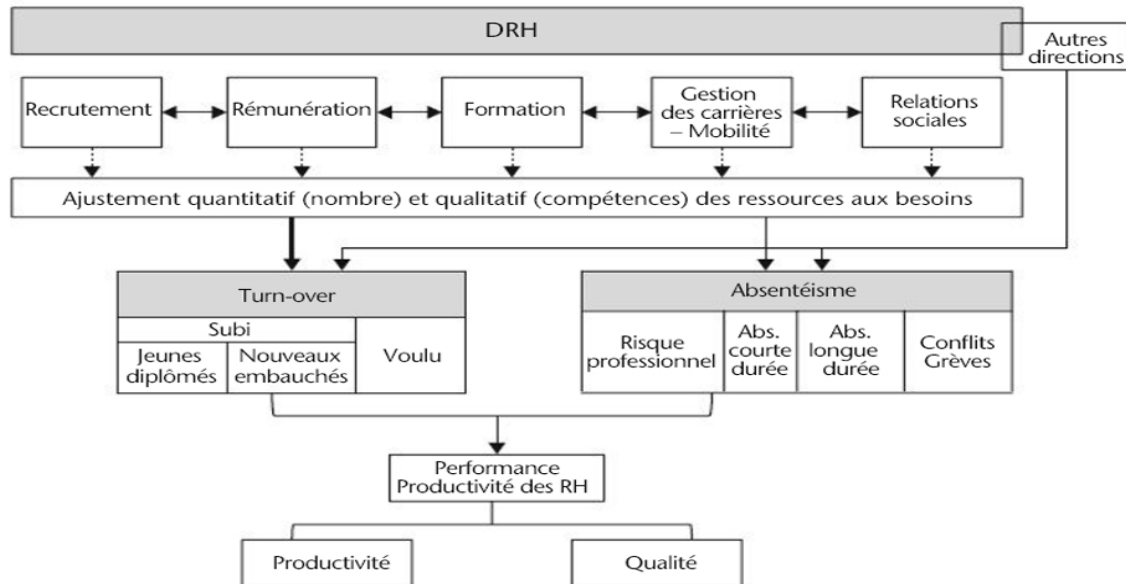 DRH
Autres
directions
Recrutement
Rémunération
Formation
Gestion
des carrières
– Mobilité
Relations
sociales
Ajustement quantitatif (nombre) et qualitatif (compétences) des ressources aux besoins
Turn-over
Subi
Jeunes
diplômés
Nouveaux
embauchés
Voulu
Absentéisme
Risque
professionnel
Abs.
courte
durée
Abs.
longue
durée
Conflits
Grèves
Performance
Productivité des RH
Productivité
Qualité